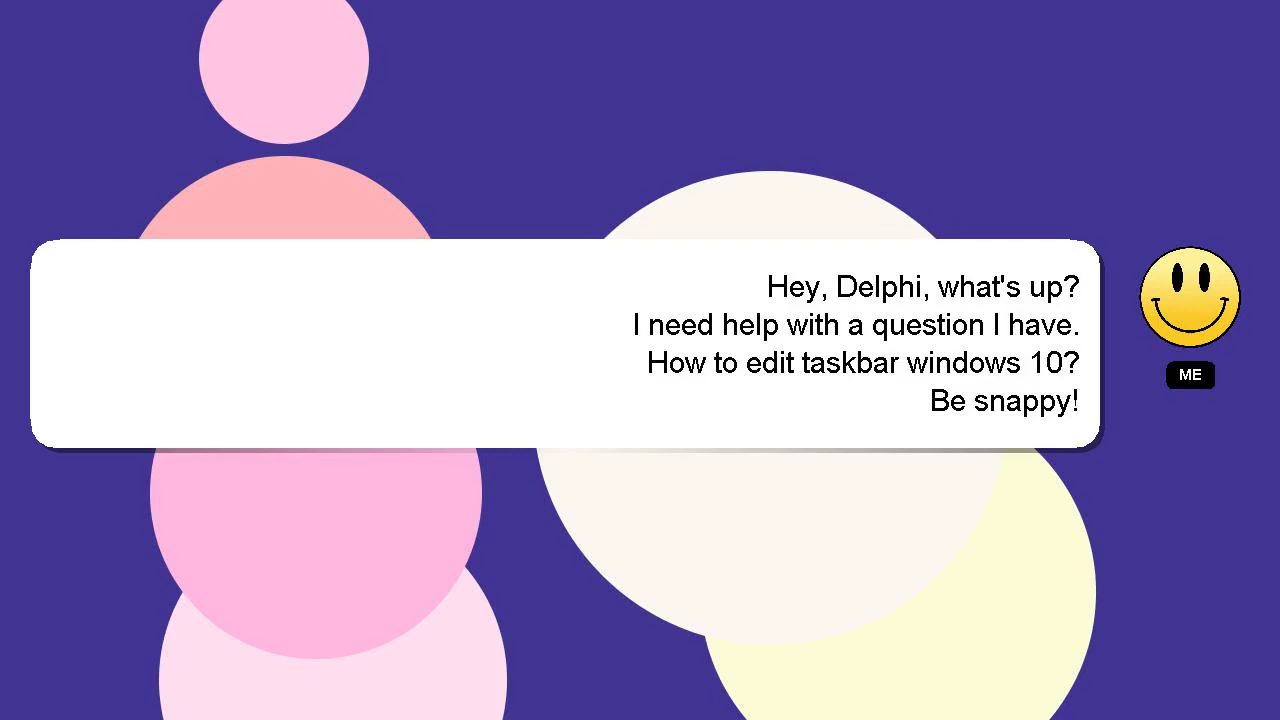 Hey, Delphi, what's up?
I need help with a question I have.
How to edit taskbar windows 10?
Be snappy!
ME